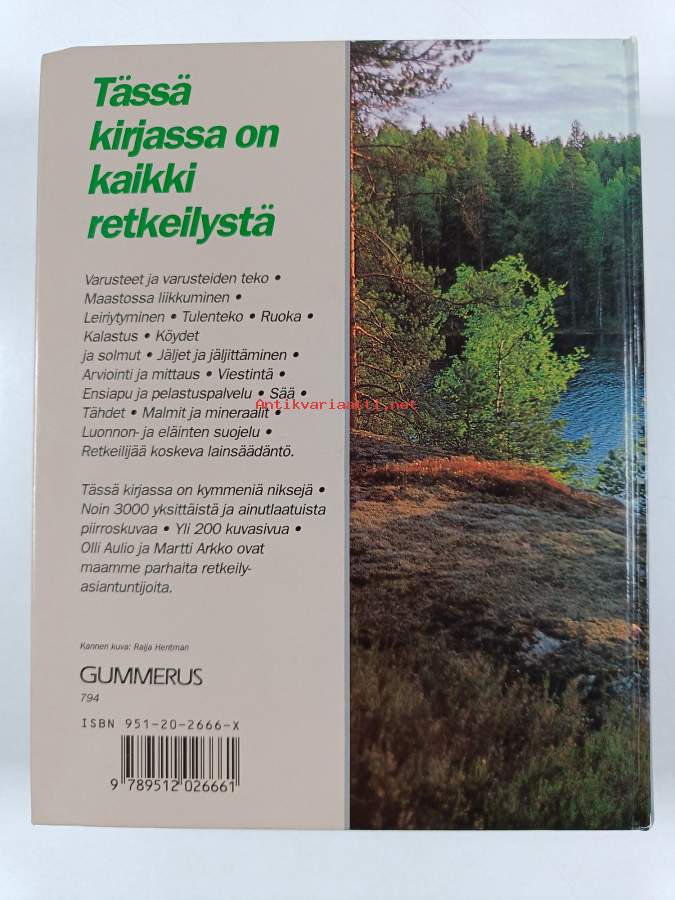 Tässä
kirjassa on
kaikki
retkeilystä
Varusteet ja varusteiden teko •
Maastossa liikkuminen •
Leiriytyminen • Tulenteko • Ruoka •
Kalastus • Köydet
ja solmut • Jäljet ja jäljittäminen •
Arviointi ja mittaus • Viestintä •
Ensiapu ja pelastuspalvelu • Sää •
Antikvariaatti.net
Tähdet • Malmit ja mineraalit •
Luonnon- ja eläinten suojelu •
Retkeilijää koskeva lainsäädäntö.
Tässä kirjassa on kymmeniä niksejä •
Noin 3000 yksittäistä ja ainutlaatuista
piirroskuvaa • Yli 200 kuvasivua •
Olli Aulio ja Martti Arkko ovat
maamme parhaita retkeily-
asiantuntijoita.
Kannen kuva: Raija Hentman
GUMMERUS
794
ISBN 951-20-2666-X
9 789512 026661